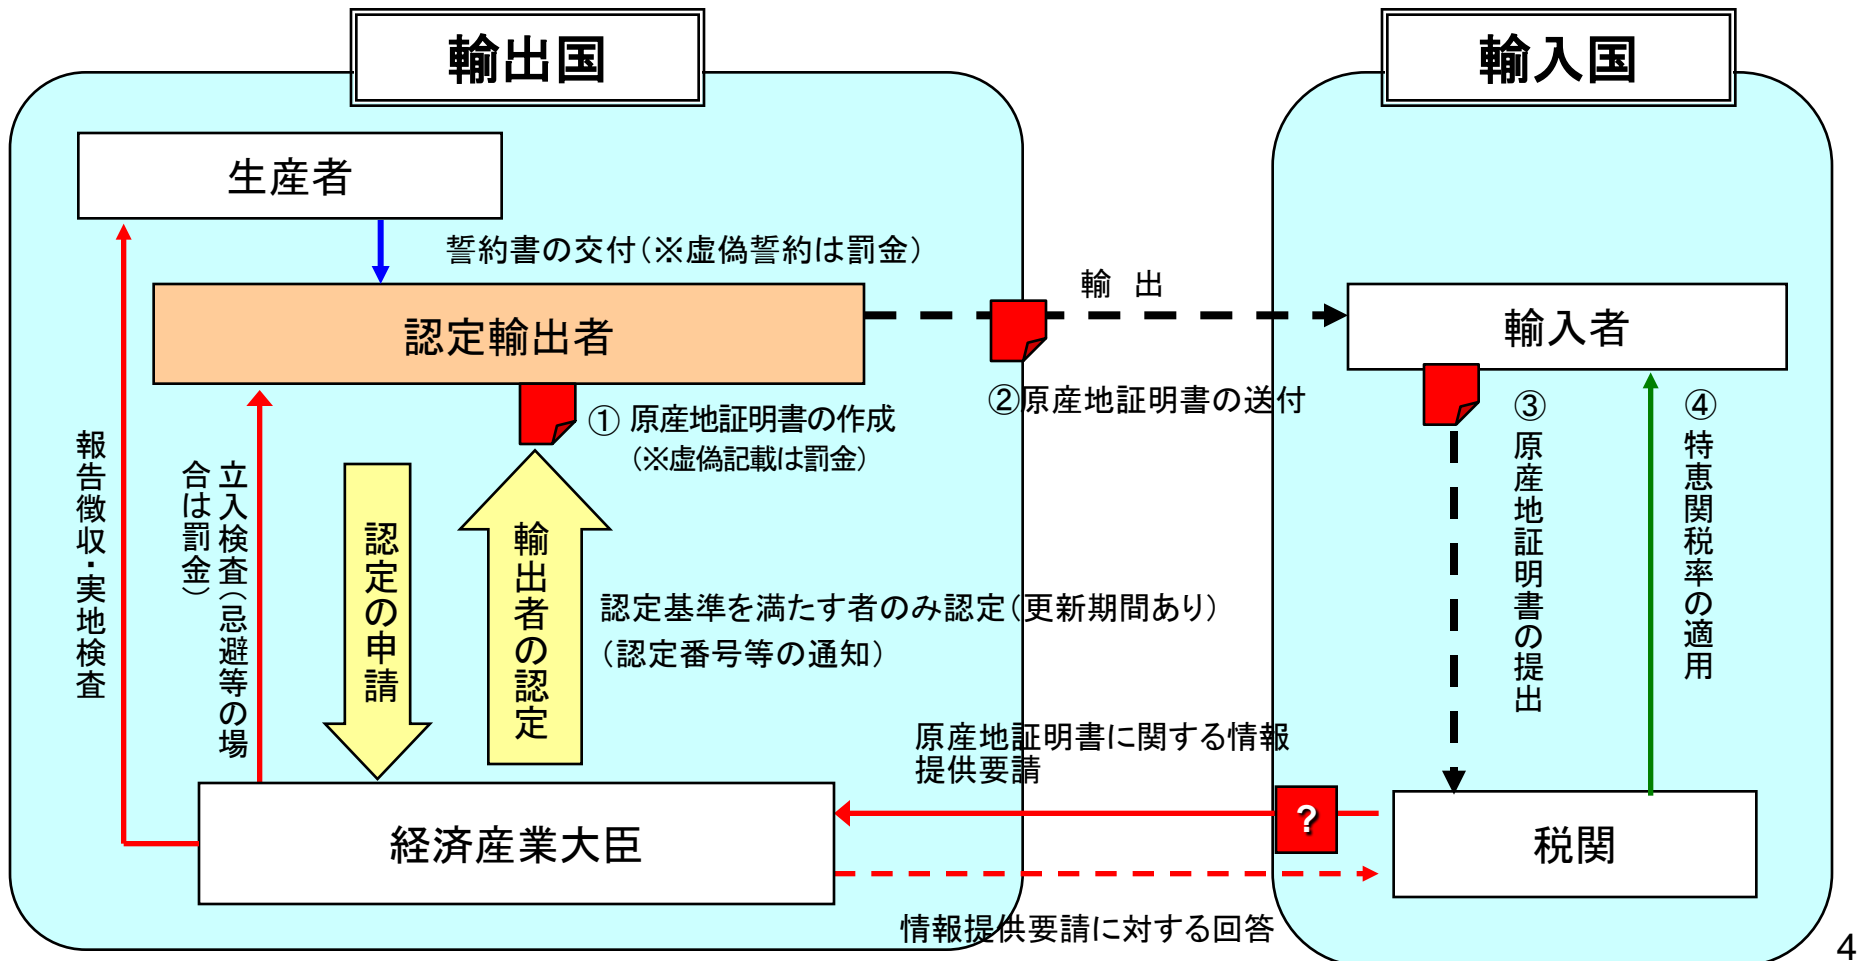 輸出国
輸入国
生産者
誓約書の交付(※虚偽誓約は罰金)
輸 出
認定輸出者
輸入者
①原産地証明書の作成
(※虚偽記載は罰金)
②原産地証明書の送付
③原産地証明書の提出
④特恵関税率の適用
報告徴収・実地検査
立入検査(忌避等の場
合は罰金)
認定の申請
輸出者の認定
認定基準を満たす者のみ認定(更新期間あり)
(認定番号等の通知)
原産地証明書に関する情報
提供要請
?
経済産業大臣
税関
情報提供要請に対する回答
4